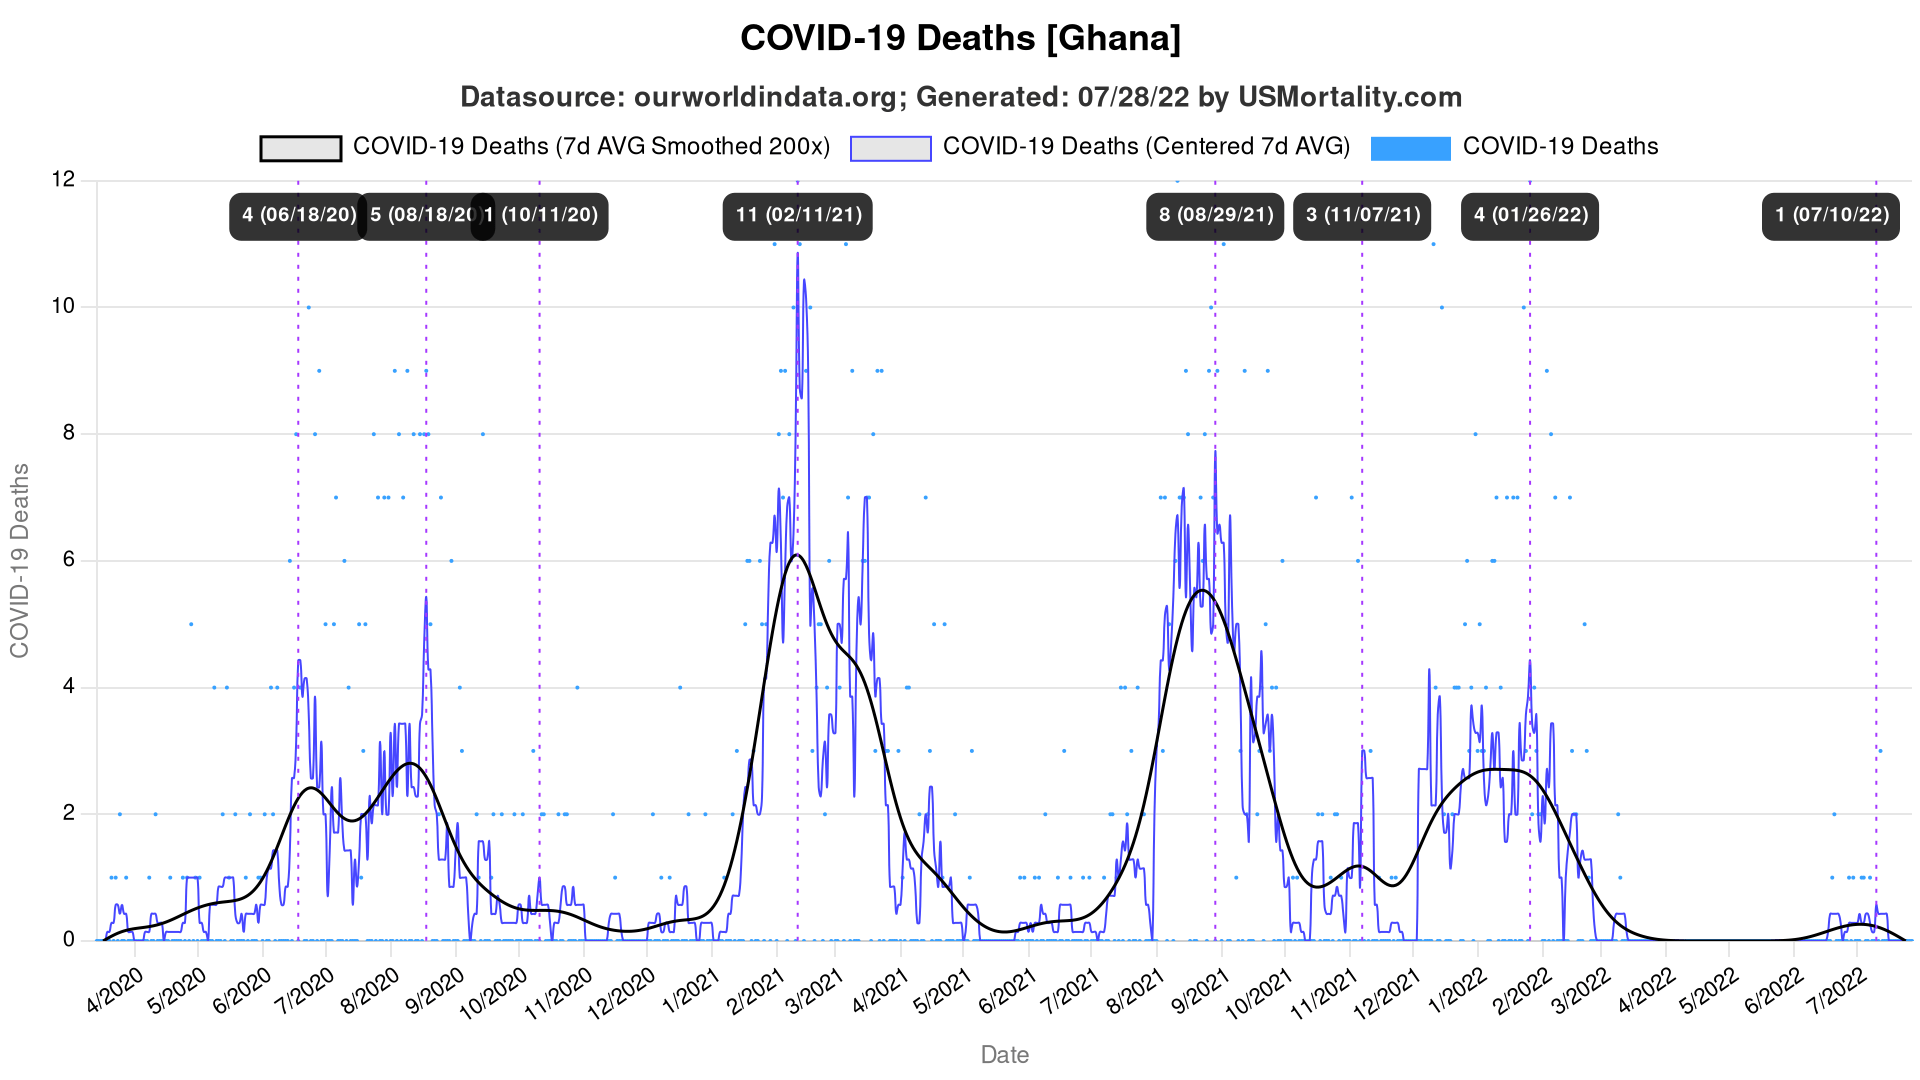 COVID-19 Deaths [Ghana]
Datasource: ourworldindata.org; Generated: 07/28/22 by USMortality.com
COVID-19 Deaths (7d AVG Smoothed 200x) COVID-19 Deaths (Centered 7d AVG) COVID-19 Deaths
12
4 (06/18/20) 5 (08/18/20) 1 (10/11/20) 11 (02/11/21) 8 (08/29/21) 3 (11/07/21) 4 (01/26/22) 1 (07/10/22)
10
8
6
4
2
0
COVID-19 Deaths
4/2020 5/2020 6/2020 7/2020 8/2020 9/2020 10/2020 11/2020 12/2020 1/2021 2/2021 3/2021 4/2021 5/2021 6/2021 7/2021 8/2021 9/2021 10/2021 11/2021 12/2021 1/2022 2/2022 3/2022 4/2022 5/2022 6/2022 7/2022
Date